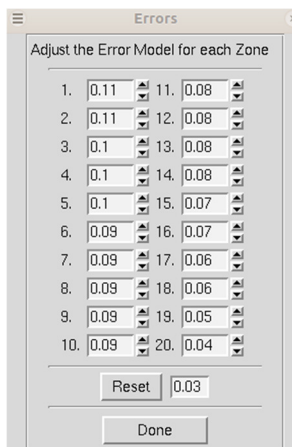 Errors
Adjust the Error Model for each Zone
1. 0.11 11. 0.08
2. 0.11 12. 0.08
3. 0.1 13. 0.08
4. 0.1 14. 0.08
5. 0.1 15. 0.07
6. 0.09 16. 0.07
7. 0.09 17. 0.06
8. 0.09 18. 0.06
9. 0.09 19. 0.05
10. 0.09 20. 0.04
Reset 0.03
Done